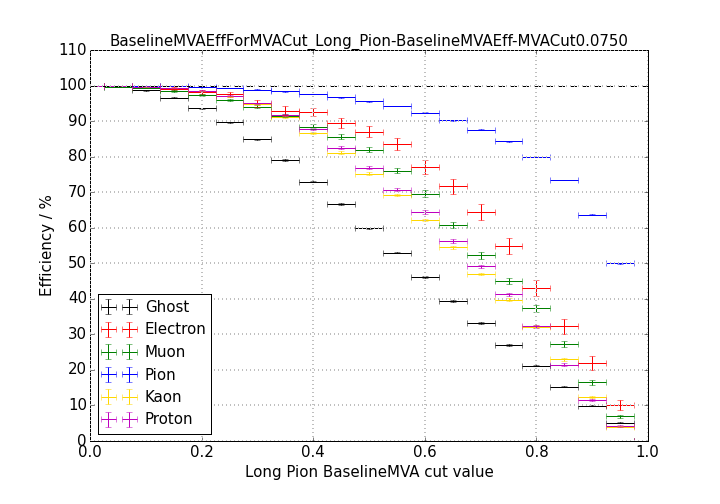 BaselineMVAEffForMVACut_Long_Pion-BaselineMVAEff-MVACut0.0750
110
100
90
80
70
60
50
40
30
20
10
0
Efficiency / %
Ghost
Electron
Muon
Pion
Kaon
Proton
0.0 0.2 0.4 0.6 0.8 1.0
Long Pion BaselineMVA cut value